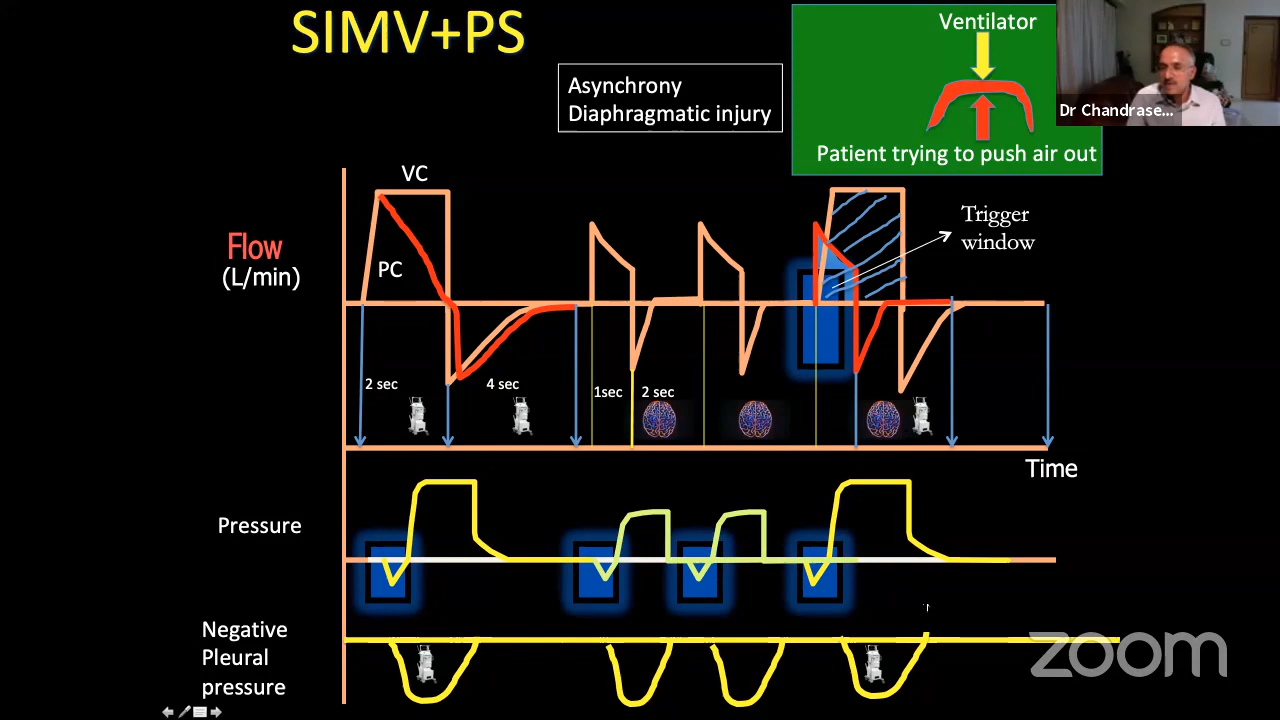 SIMV+PS
Asynchrony
Diaphragmatic injury
Ventilator
Patient trying to push air out
Dr Chandrase...
VC
PC
Flow
(L/min)
Trigger
window
2 sec
4 sec
1sec
2 sec
Time
Pressure
Negative
Pleural
pressure
zoom